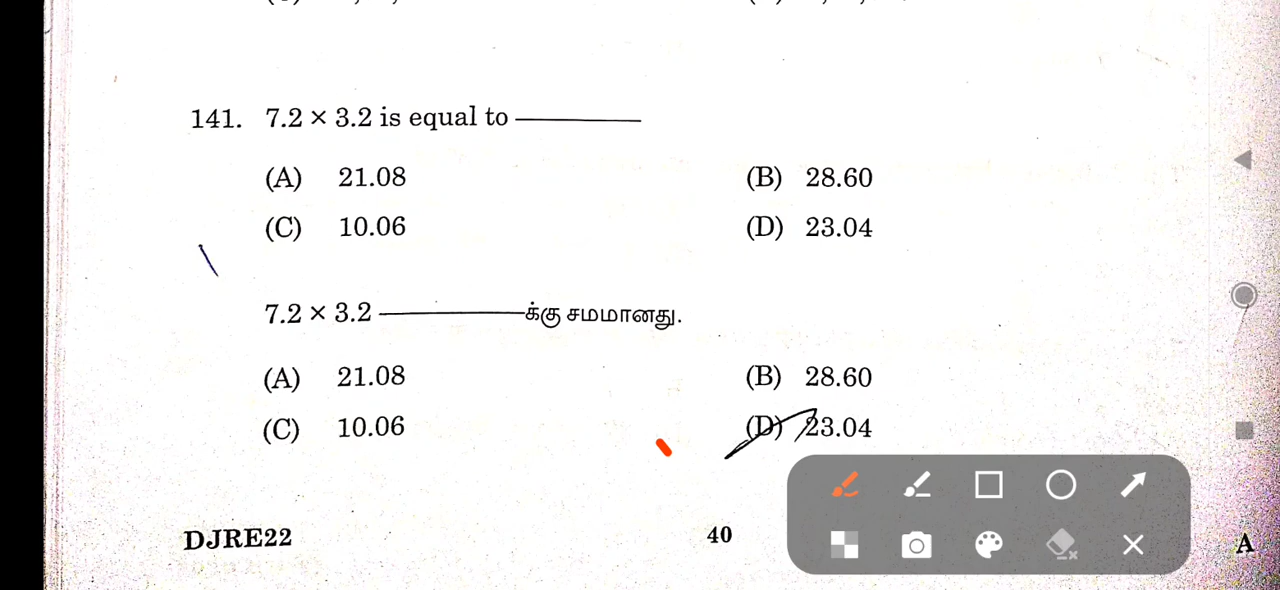 141. 7.2 × 3.2 is equal to ————
(A) 21.08 (B) 28.60
(C) 10.06 (D) 23.04
7.2 × 3.2 ————க்கு சமமானது.
(A) 21.08 (B) 28.60
(C) 10.06 (D) 23.04
DJRE22 40 A